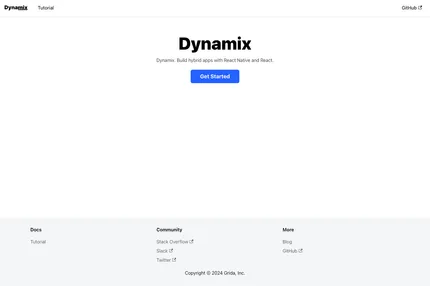 Dynamix Tutorial GitHub
Dynamix
Dynamix. Build hybrid apps with React Native and React.
Get Started
Docs
Tutorial
Community
Stack Overflow
Slack
Twitter
More
Blog
GitHub
Copyright © 2024 Grida, Inc.